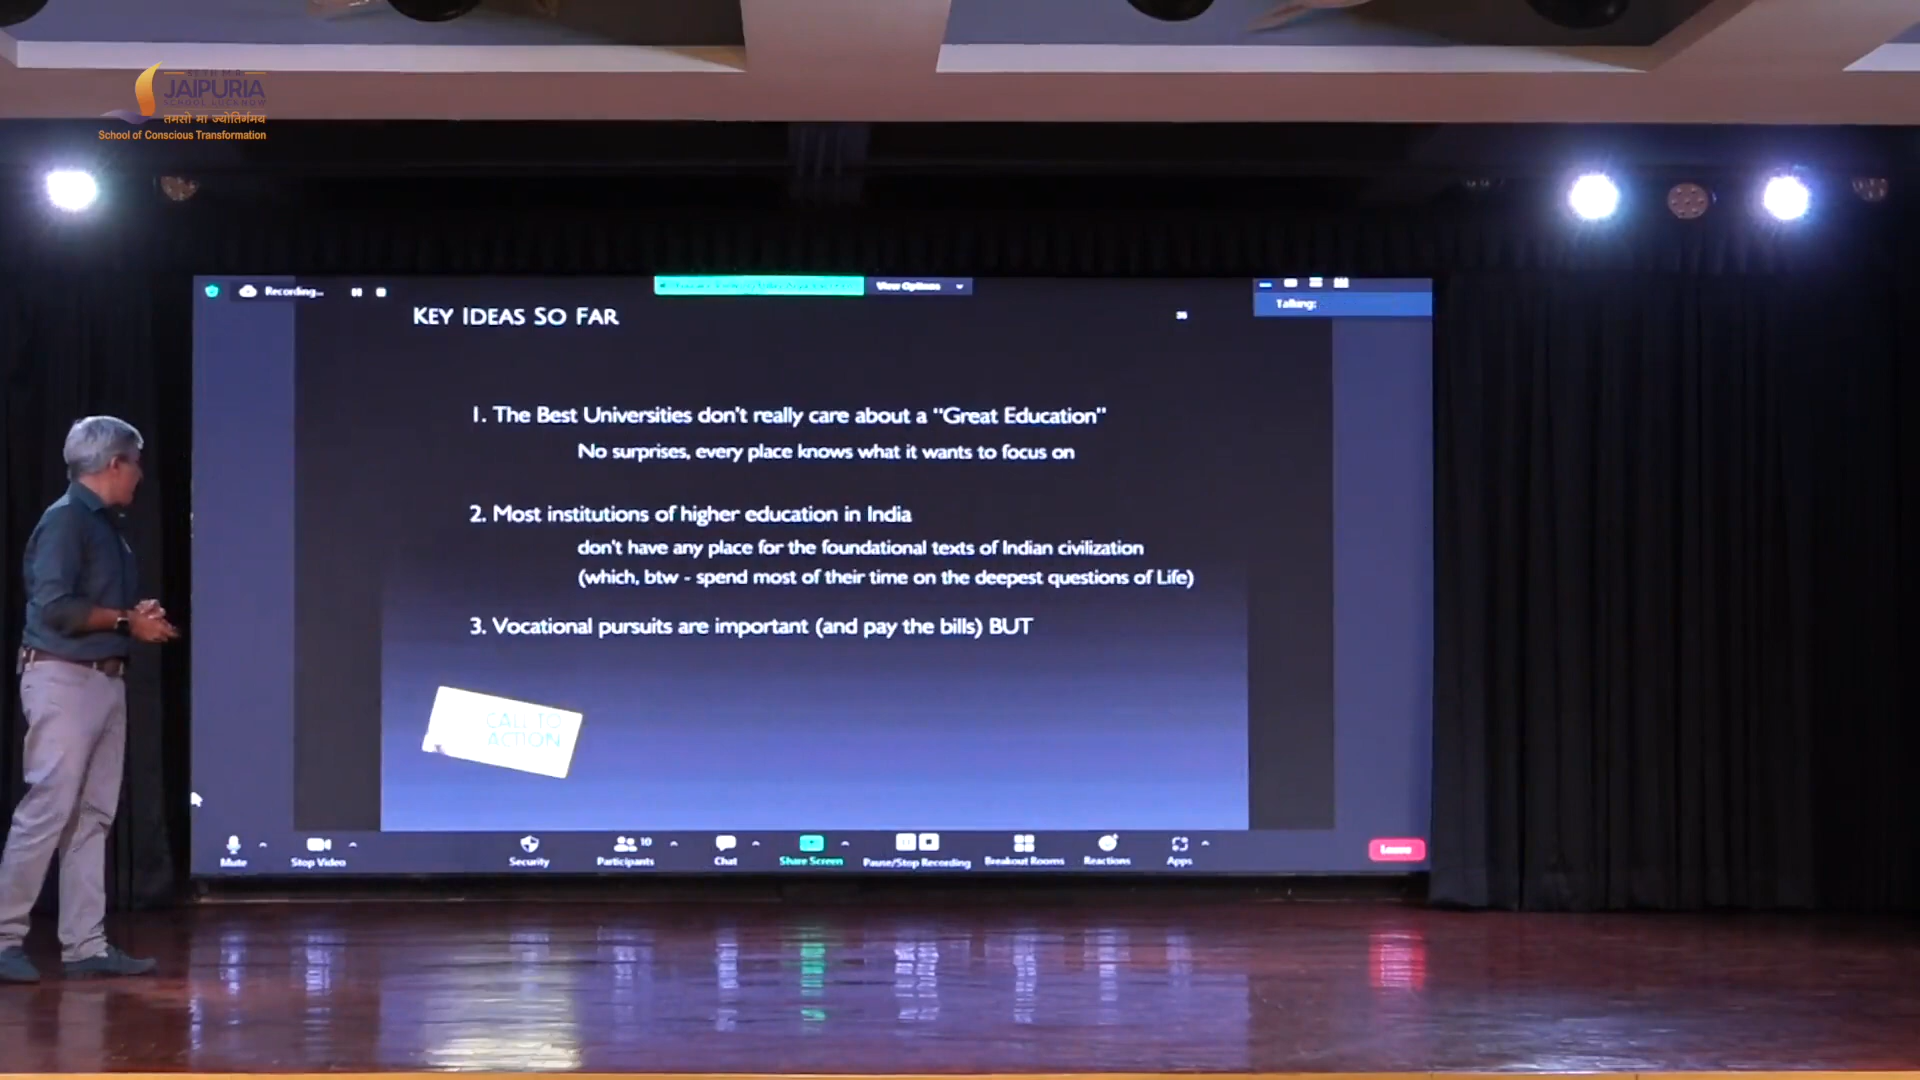 JAIPURIA
SCHOOL LUCKNOW
तमसो मा ज्योतिर्गमय
School of Conscious Transformation
Recording...
View Options
Talking:
KEY IDEAS SO FAR
1. The Best Universities don't really care about a "Great Education"
No surprises, every place knows what it wants to focus on
2. Most institutions of higher education in India
don't have any place for the foundational texts of Indian civilization
(which, btw - spend most of their time on the deepest questions of Life)
3. Vocational pursuits are important (and pay the bills) BUT
CALL TO
ACTION
Mute
Stop Video
Security
Participants 10
Chat
Share Screen
Pause/Stop Recording
Breakout Rooms
Reactions
Apps
Leave